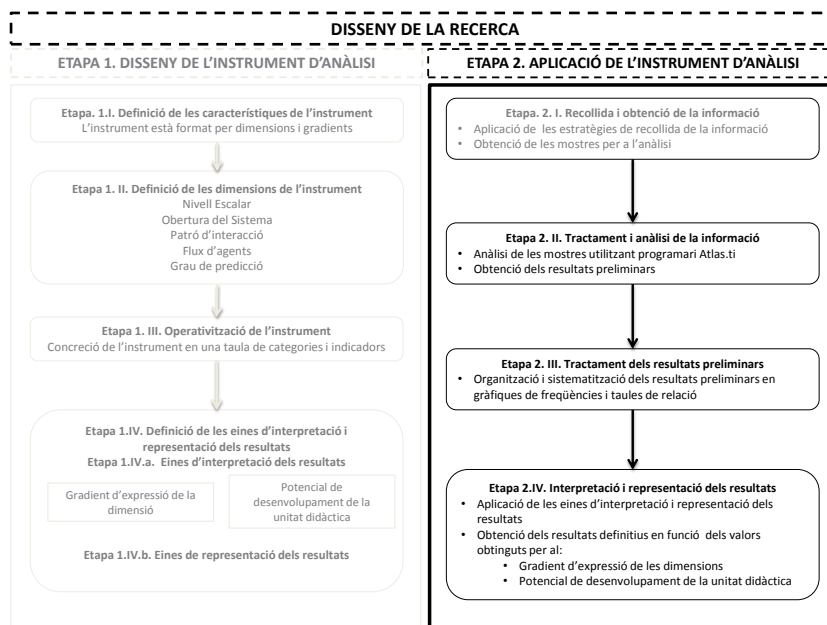 DISSENY DE LA RECERCA
ETAPA 1. DISSENY DE L'INSTRUMENT D'ANÀLISI
Etapa. 1.I. Definició de les característiques de l'instrument
L'instrument està format per dimensions i gradients
Etapa 1. II. Definició de les dimensions de l'instrument
Nivell Escalar
Obertura del Sistema
Patró d'interacció
Flux d'agents
Grau de predicció
Etapa 1. III. Operativització de l'instrument
Concreció de l'instrument en una taula de categories i indicadors
Etapa 1.IV. Definició de les eines d'interpretació i
representació dels resultats
Etapa 1.IV.a. Eines d'interpretació dels resultats
Gradient d'expressió de la
dimensió
Potencial de
desenvolupament de la
unitat didàctica
Etapa 1.IV.b. Eines de representació dels resultats
ETAPA 2. APLICACIÓ DE L'INSTRUMENT D'ANÀLISI
Etapa. 2. I. Recollida i obtenció de la informació
• Aplicació de les estratègies de recollida de la informació
• Obtenció de les mostres per a l'anàlisi
Etapa 2. II. Tractament i anàlisi de la informació
• Anàlisi de les mostres utilitzant programari Atlas.ti
• Obtenció dels resultats preliminars
Etapa 2. III. Tractament dels resultats preliminars
• Organització i sistematització dels resultats preliminars en
gràfiques de freqüències i taules de relació
Etapa 2.IV. Interpretació i representació dels resultats
• Aplicació de les eines d'interpretació i representació dels
resultats
• Obtenció dels resultats definitius en funció dels valors
obtinguts per al:
• Gradient d'expressió de les dimensions
• Potencial de desenvolupament de la unitat didàctica